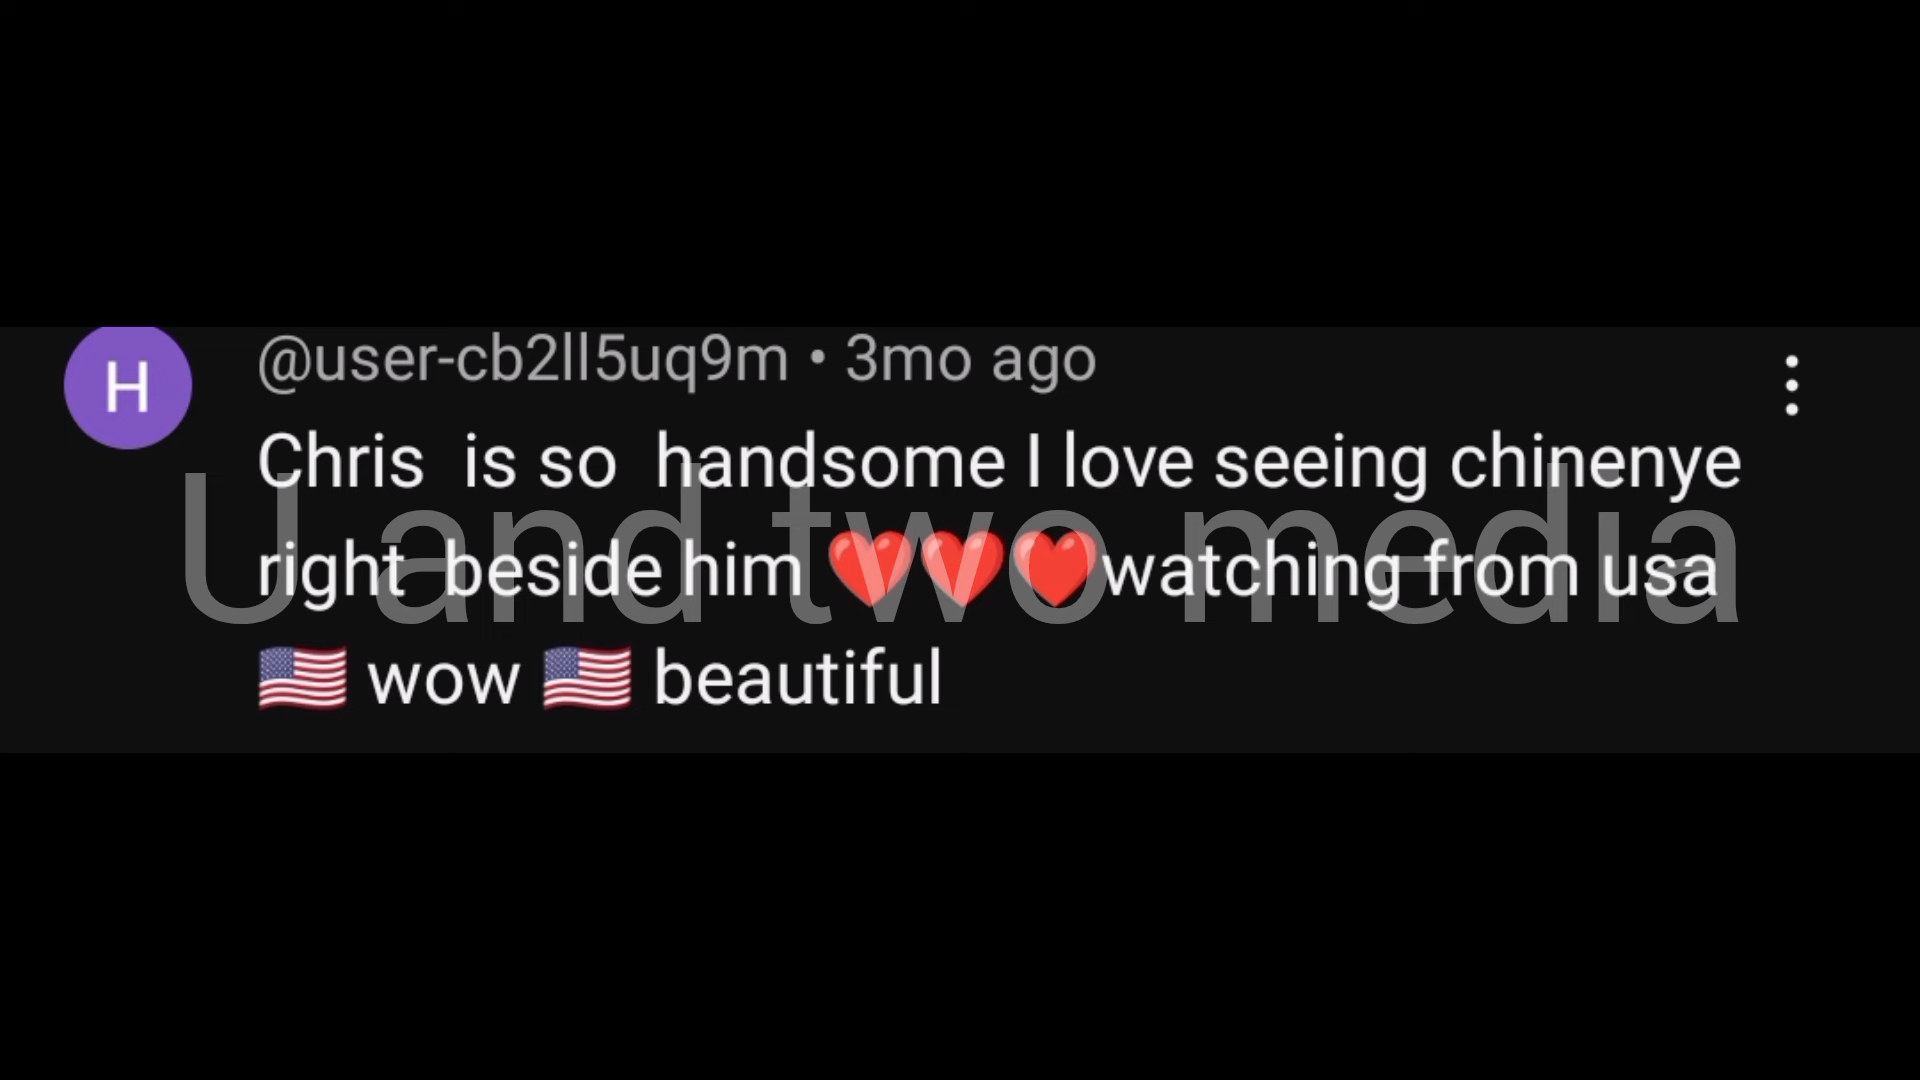 H
@user-cb2ll5uq9m • 3mo ago
Chris  is so  handsome I love seeing chinenye
right  beside him ❤️❤️❤️watching from usa
🇺🇸 wow 🇺🇸 beautiful
U and two media